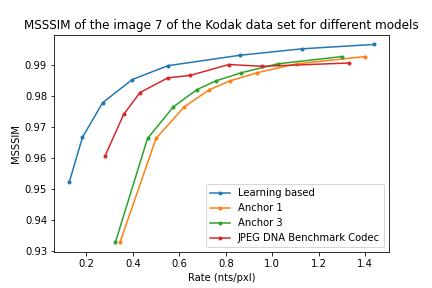 MSSSIM of the image 7 of the Kodak data set for different models
MSSSIM
0.99
0.98
0.97
0.96
0.95
0.94
0.93
Learning based
Anchor 1
Anchor 3
JPEG DNA Benchmark Codec
0.2 0.4 0.6 0.8 1.0 1.2 1.4
Rate (nts/pxl)